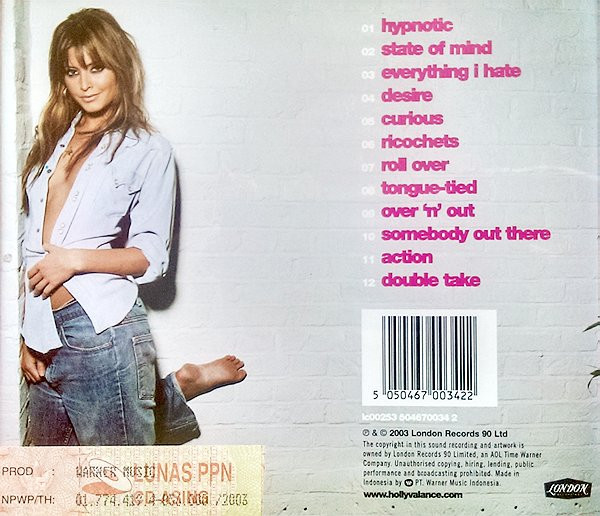 01 hypnotic
02 state of mind
03 everything i hate
04 desire
05 curious
06 ricochets
07 roll over
08 tongue-tied
09 over 'n' out
10 somebody out there
11 action
12 double take
5 050467 003422
lc00253 504670034 2
℗ & © 2003 London Records 90 Ltd
The copyright in this sound recording and artwork is
owned by London Records 90 Limited, an AOL Time Warner
Company. Unauthorised copying, hiring, lending, public
performance and broadcasting prohibited. Made in
Indonesia by PT. Warner Music Indonesia.
www.hollyvalance.com
LONDON
PROD : WARNER MUSIC
LUNAS PPN
NPWP/TH:
/2003